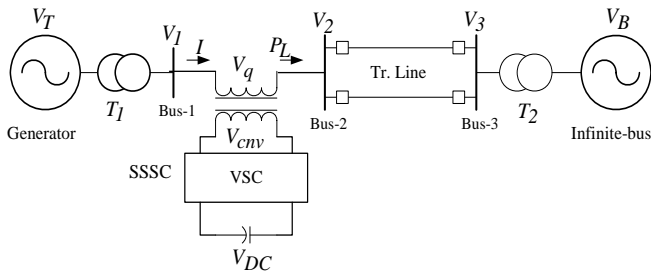 V_T
V_1
I
V_q
P_L
V_2
V_3
V_B
Tr. Line
T_1
Bus-1
Bus-2
Bus-3
T_2
Generator
Infinite-bus
V_cnv
SSSC
VSC
V_DC